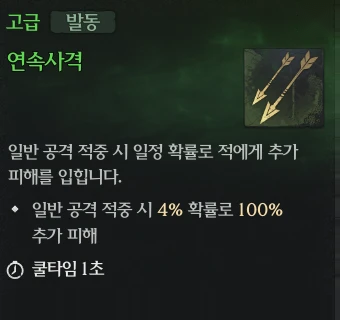 고급 발동
연속사격
일반 공격 적중 시 일정 확률로 적에게 추가
피해를 입힙니다.
일반 공격 적중 시 4% 확률로 100%
추가 피해
쿨타임 1초